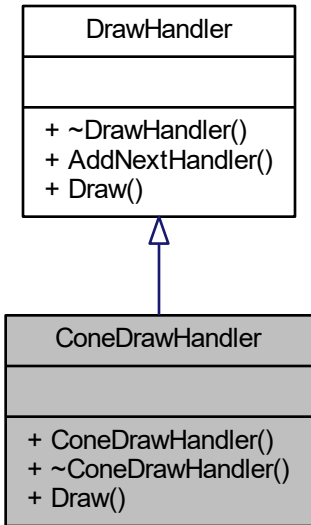 DrawHandler
+ ~DrawHandler()
+ AddNextHandler()
+ Draw()
ConeDrawHandler
+ ConeDrawHandler()
+ ~ConeDrawHandler()
+ Draw()